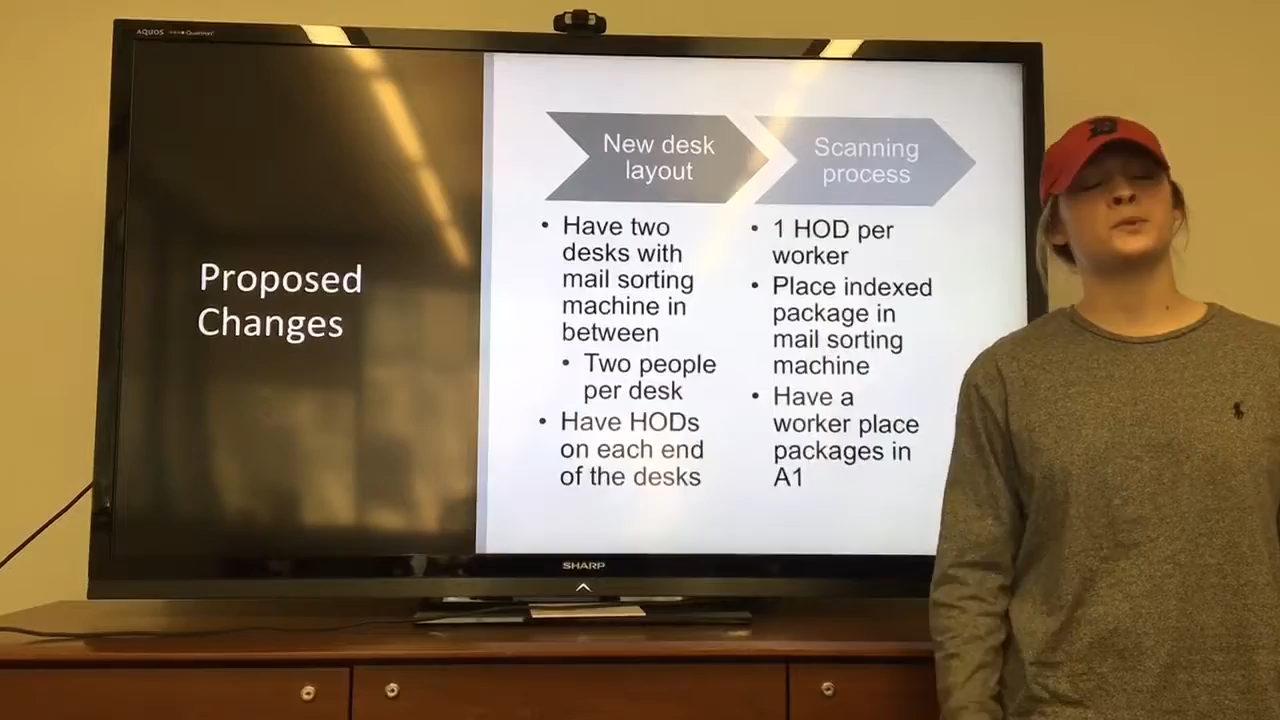 AQUOS
Proposed
Changes
New desk
layout
• Have two
desks with
mail sorting
machine in
between
• Two people
per desk
• Have HODs
on each end
of the desks
Scanning
process
• 1 HOD per
worker
• Place indexed
package in
mail sorting
machine
• Have a
worker place
packages in
A1
SHARP